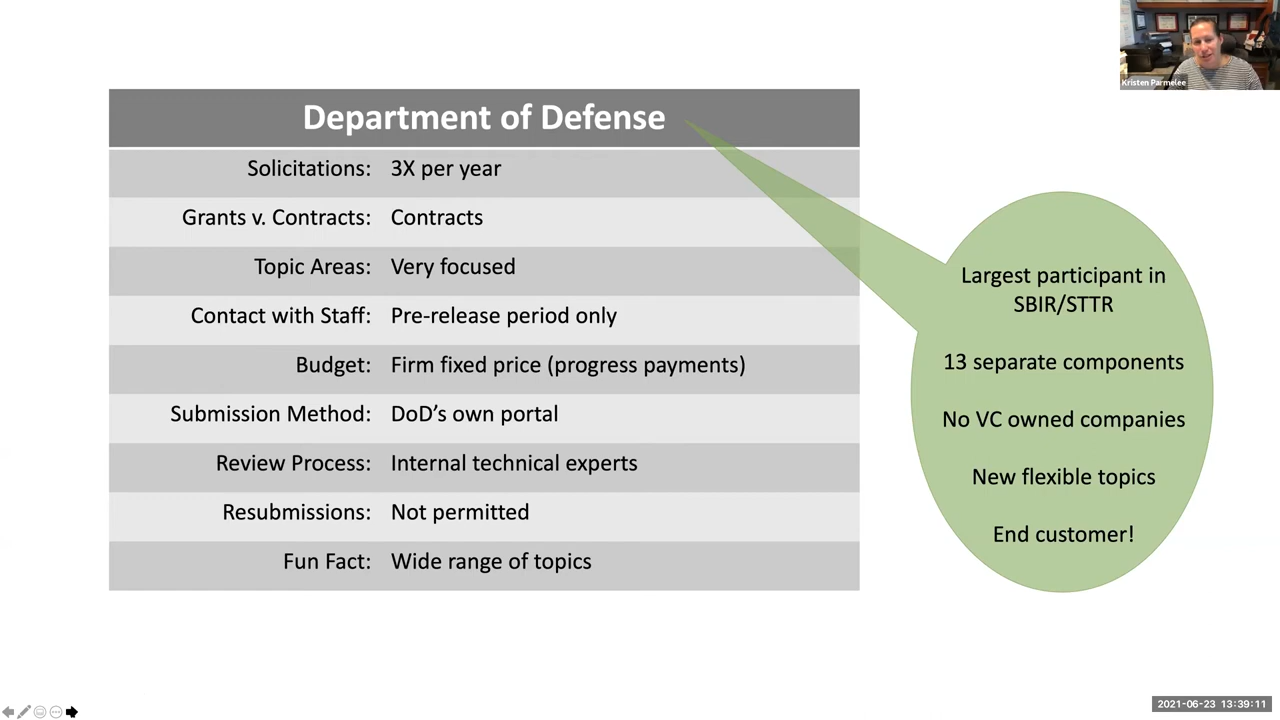 Kristen Parmelee
Department of Defense
Solicitations: 3X per year
Grants v. Contracts: Contracts
Topic Areas: Very focused
Contact with Staff: Pre-release period only
Budget: Firm fixed price (progress payments)
Submission Method: DoD's own portal
Review Process: Internal technical experts
Resubmissions: Not permitted
Fun Fact: Wide range of topics
Largest participant in
SBIR/STTR
13 separate components
No VC owned companies
New flexible topics
End customer!
2021-06-23 13:39:11